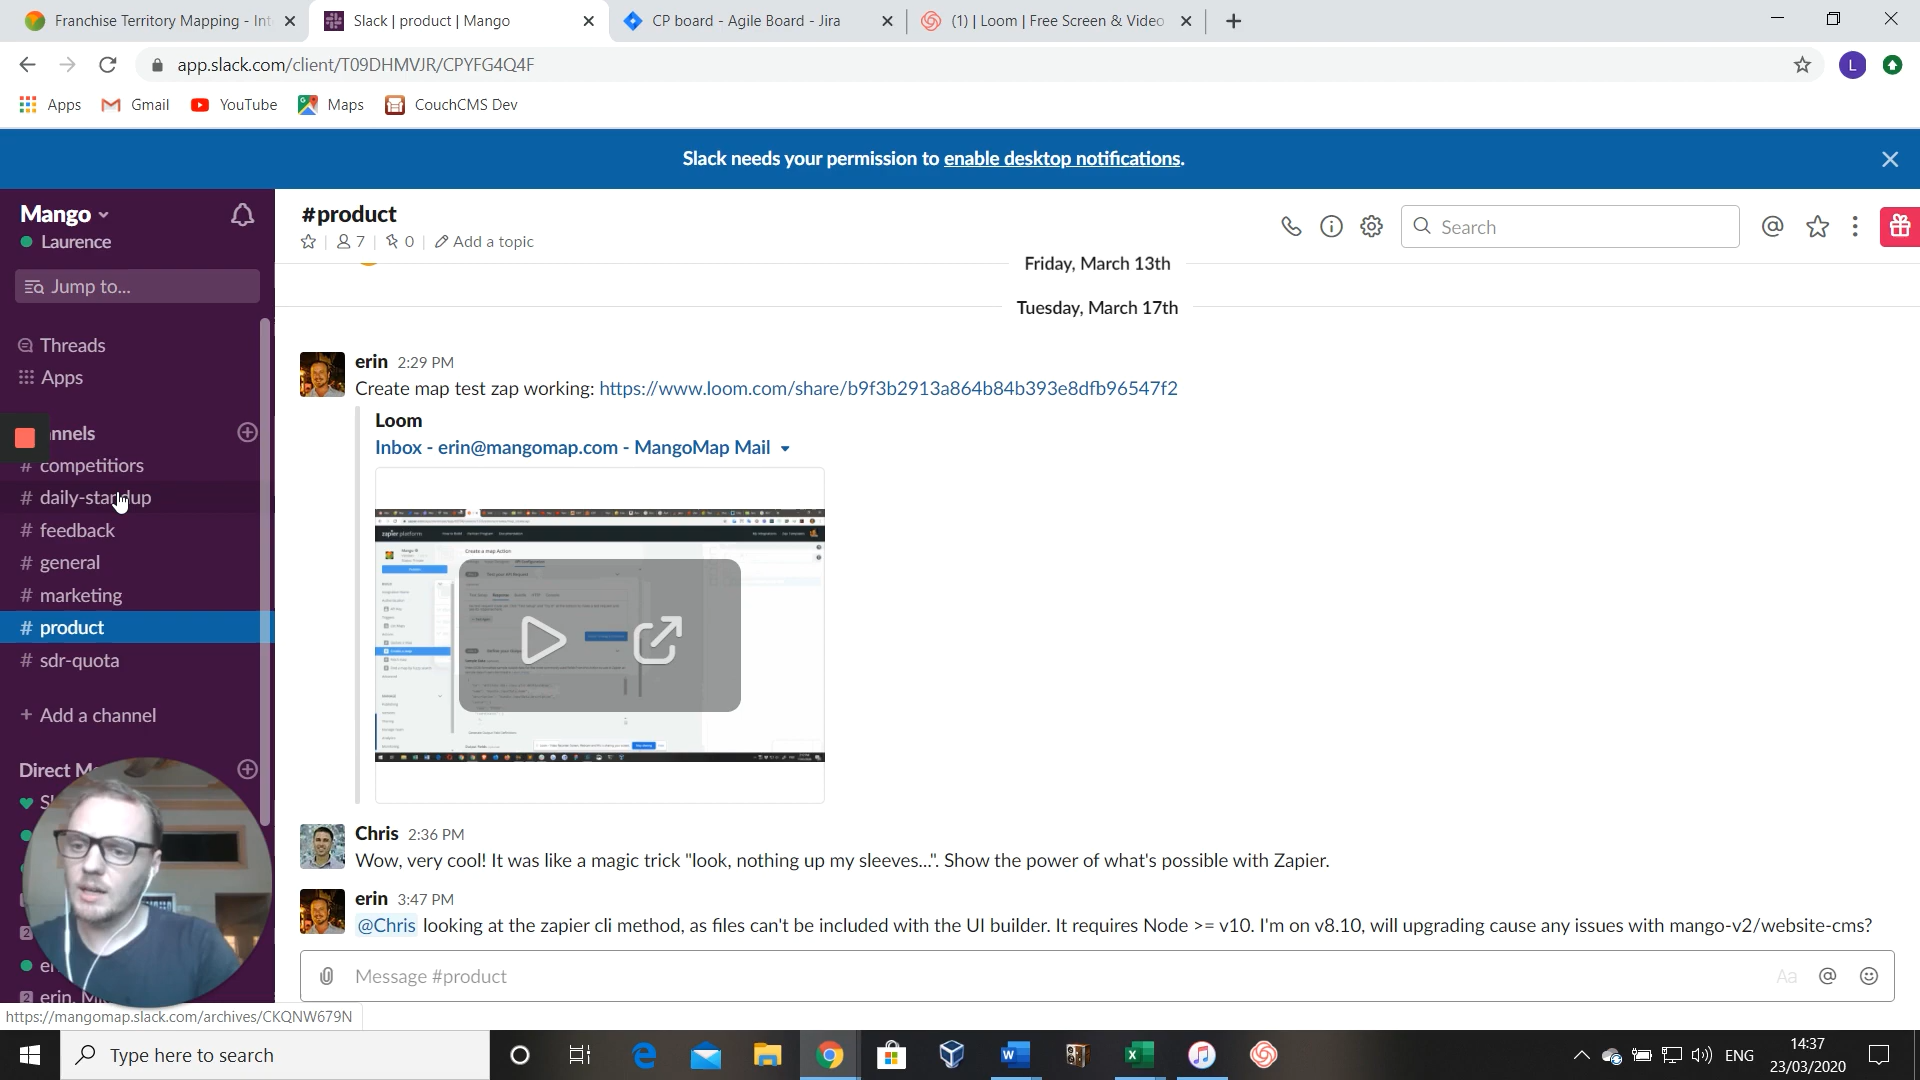 Franchise Territory Mapping - Int
Slack | product | Mango
CP board - Agile Board - Jira
(1) | Loom | Free Screen & Video
app.slack.com/client/T09DHMVJR/CPYFG4Q4F
L
Apps
Gmail
YouTube
Maps
CouchCMS Dev
Slack needs your permission to enable desktop notifications.
Mango
Laurence
Jump to...
Threads
Apps
nnels
# competitiors
# daily-standup
# feedback
# general
# marketing
# product
# sdr-quota
+ Add a channel
Direct M
#product
7
0
Add a topic
Search
Friday, March 13th
Tuesday, March 17th
erin 2:29 PM
Create map test zap working: https://www.loom.com/share/b9f3b2913a864b84b393e8dfb96547f2
Loom
Inbox - erin@mangomap.com - MangoMap Mail
Create a map Action
Chris 2:36 PM
Wow, very cool! It was like a magic trick "look, nothing up my sleeves...". Show the power of what's possible with Zapier.
erin 3:47 PM
@Chris looking at the zapier cli method, as files can't be included with the UI builder. It requires Node >= v10. I'm on v8.10, will upgrading cause any issues with mango-v2/website-cms?
Message #product
Aa
erin, Mi
https://mangomap.slack.com/archives/CKQNW679N
Type here to search
ENG
14:37
23/03/2020